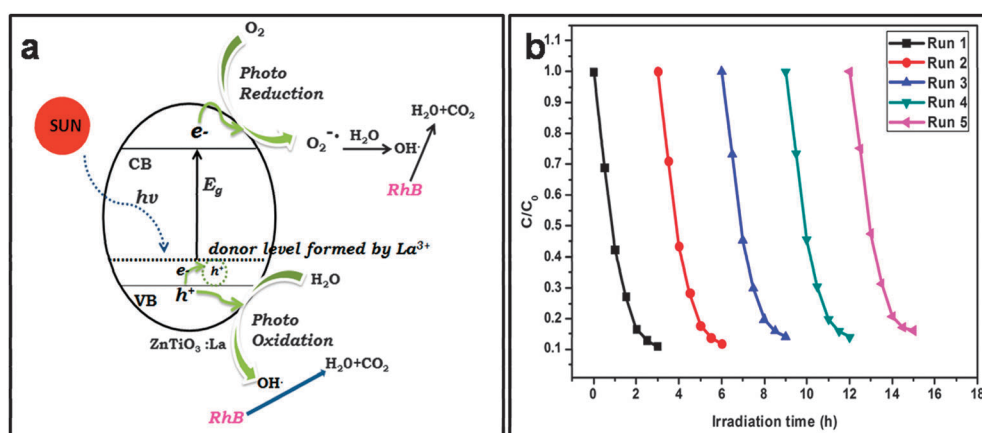 a
O₂
Photo
Reduction
SUN
e-
O₂⁻·
H₂O
OH·
H₂0+CO₂
RhB
CB
hν
E_g
donor level formed by La³⁺
e-
h⁺
h⁺
VB
H₂O
ZnTiO₃ :La
Photo
Oxidation
OH·
H₂0+CO₂
RhB
b
Run 1
Run 2
Run 3
Run 4
Run 5
C/C₀
1.1
1.0
0.9
0.8
0.7
0.6
0.5
0.4
0.3
0.2
0.1
0 2 4 6 8 10 12 14 16 18
Irradiation time (h)